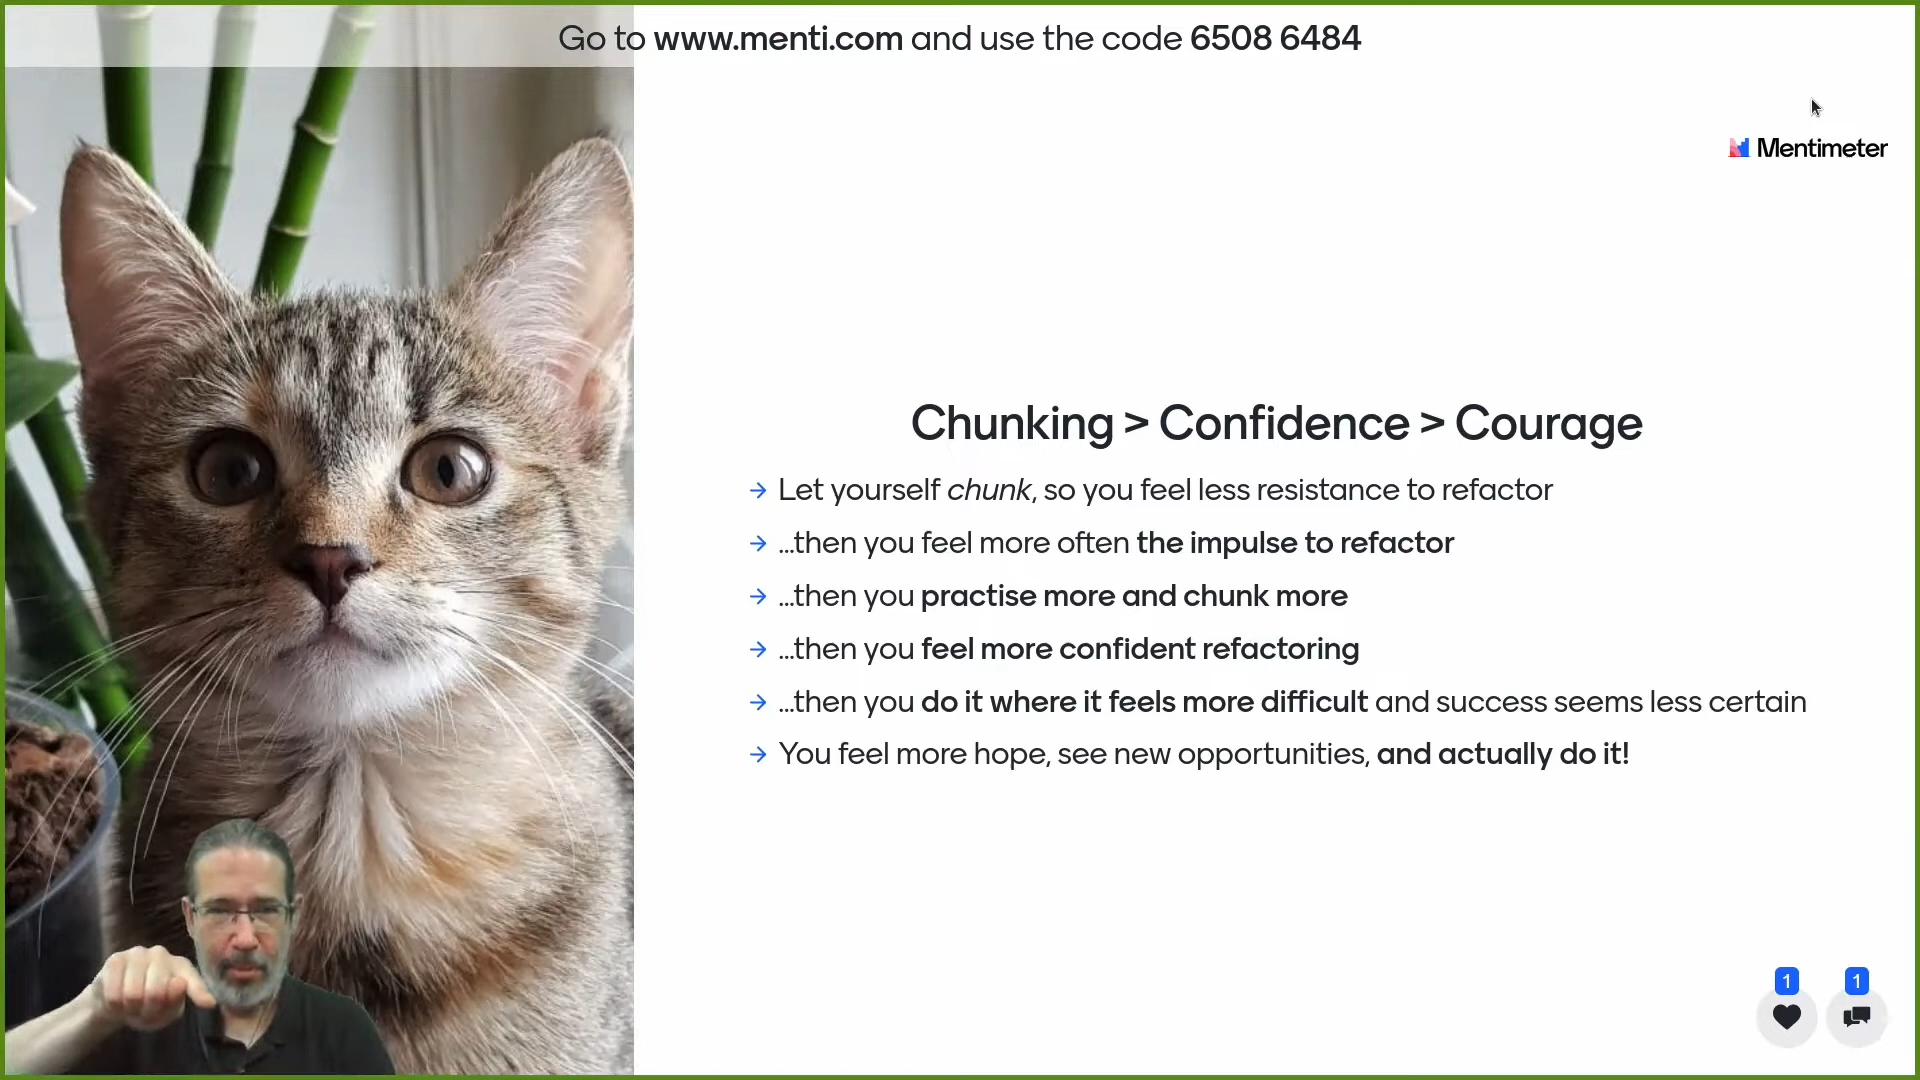 Go to www.menti.com and use the code 6508 6484
Mentimeter
Chunking > Confidence > Courage
→ Let yourself chunk, so you feel less resistance to refactor
→ ...then you feel more often the impulse to refactor
→ ...then you practise more and chunk more
→ ...then you feel more confident refactoring
→ ...then you do it where it feels more difficult and success seems less certain
→ You feel more hope, see new opportunities, and actually do it!
1 1